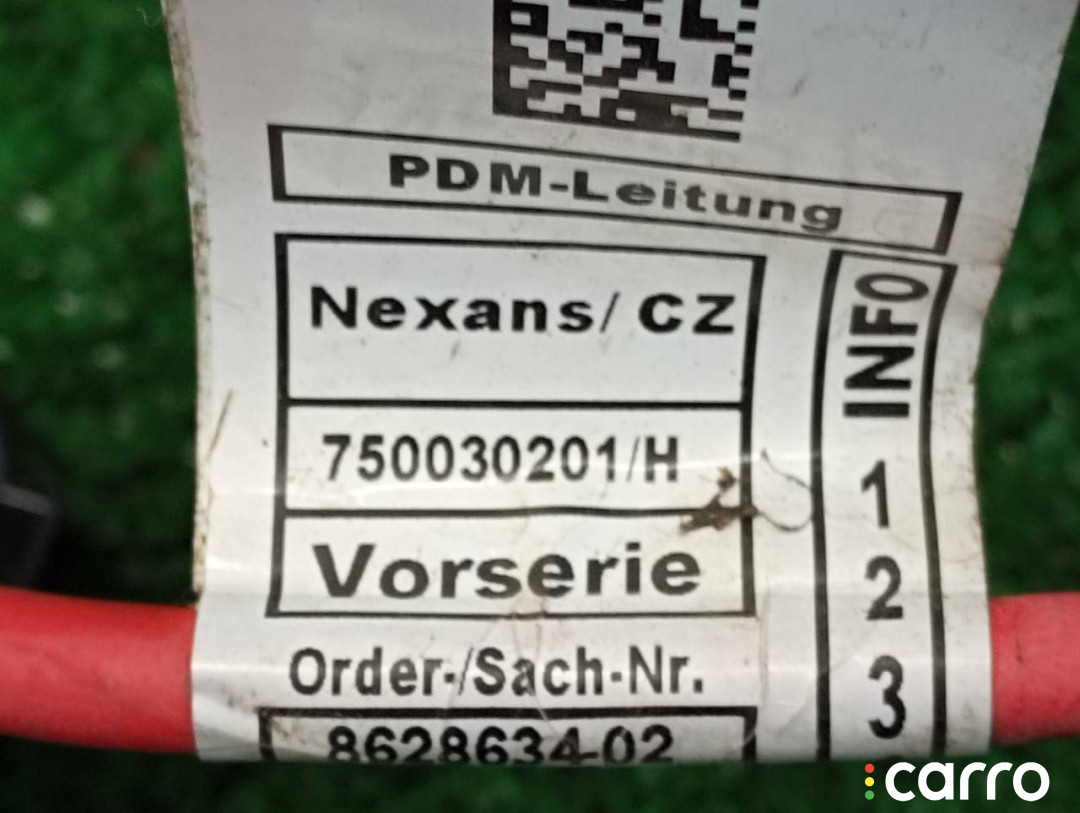 PDM-Leitung
Nexans/ CZ
750030201/H
Vorserie
Order-/Sach-Nr.
8628634-02
INFO
1
2
3
carro